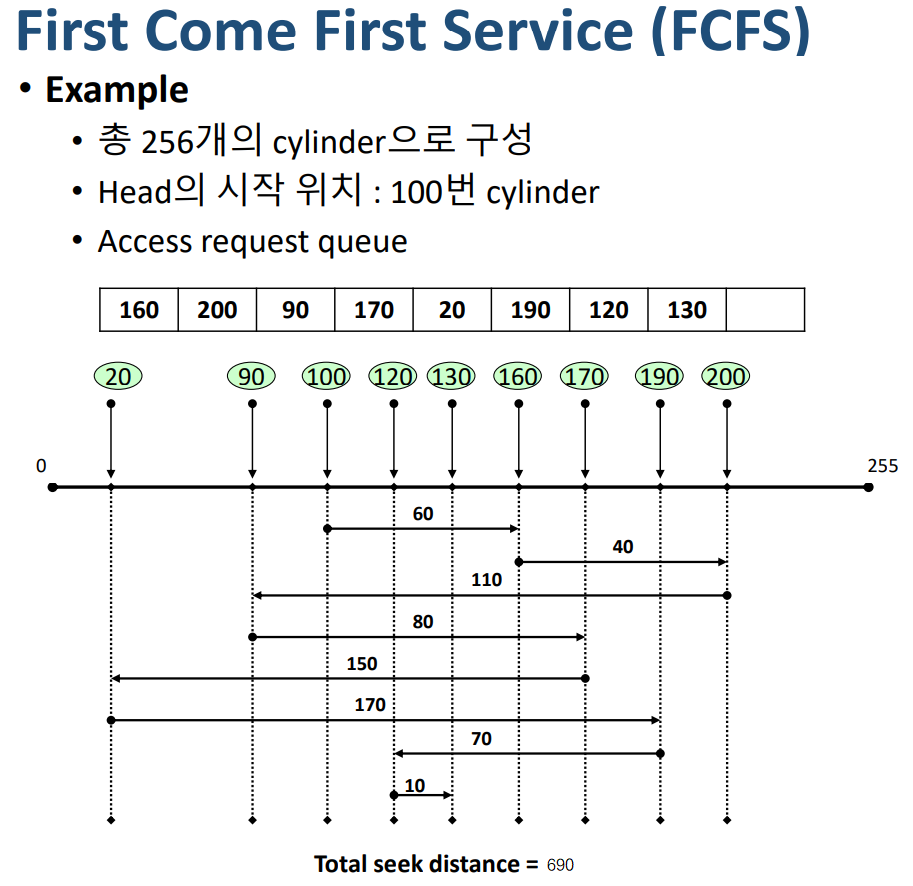 First Come First Service (FCFS)
• Example
• 총 256개의 cylinder으로 구성
• Head의 시작 위치 : 100번 cylinder
• Access request queue
160 200 90 170 20 190 120 130
20 90 100 120 130 160 170 190 200
0 255
60
40
110
80
150
170
70
10
Total seek distance = 690